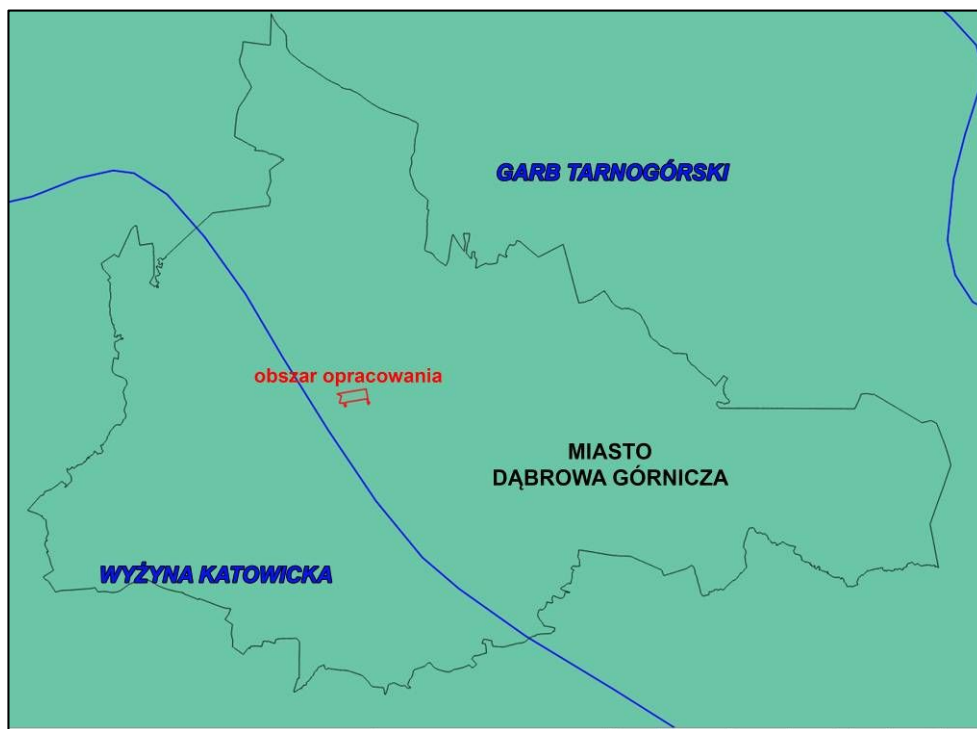 GARB TARNOGÓRSKI
obszar opracowania
MIASTO
DĄBROWA GÓRNICZA
WYŻYNA KATOWICKA